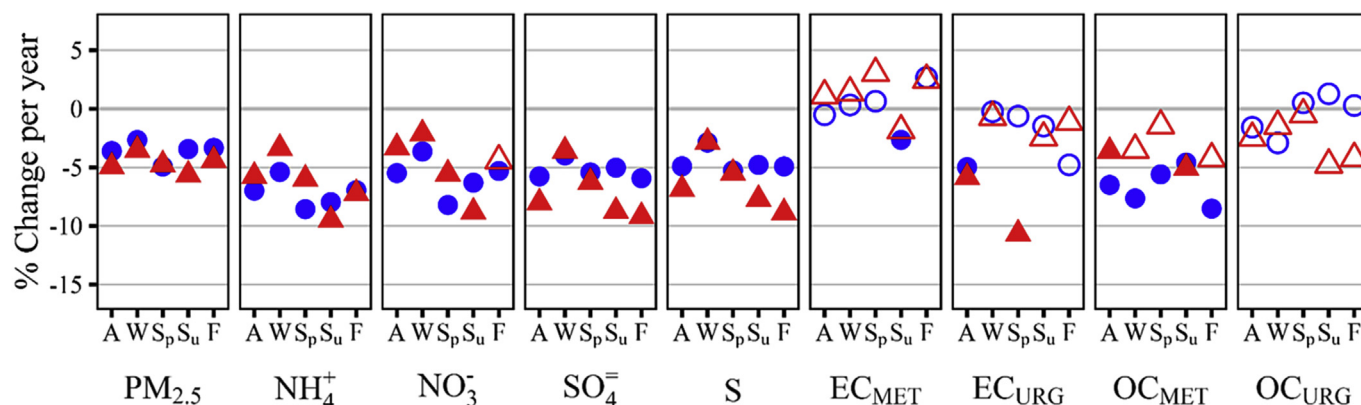 % Change per year
5
0
-5
-10
-15
A W Sp Su F A W Sp Su F A W Sp Su F A W Sp Su F A W Sp Su F A W Sp Su F A W Sp Su F A W Sp Su F A W Sp Su F
PM2.5 NH4+ NO3- SO4= S ECMET ECURG OCMET OCURG